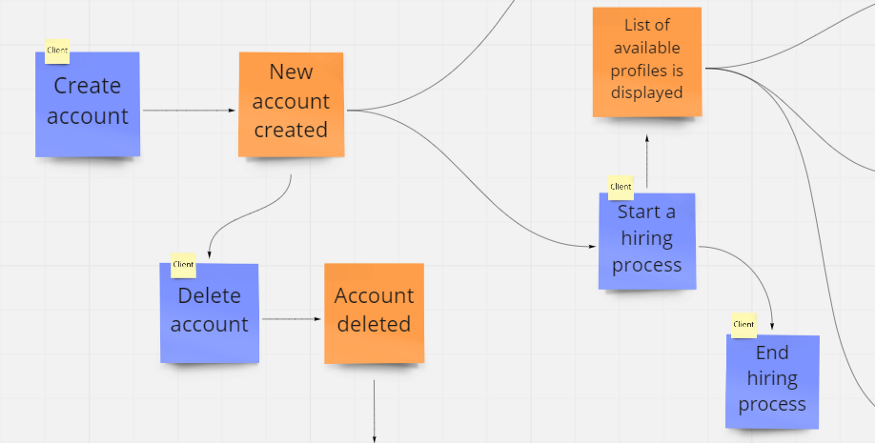 Client
Create
account
New
account
created
List of
available
profiles is
displayed
Client
Start a
hiring
process
Client
Delete
account
Account
deleted
Client
End
hiring
process